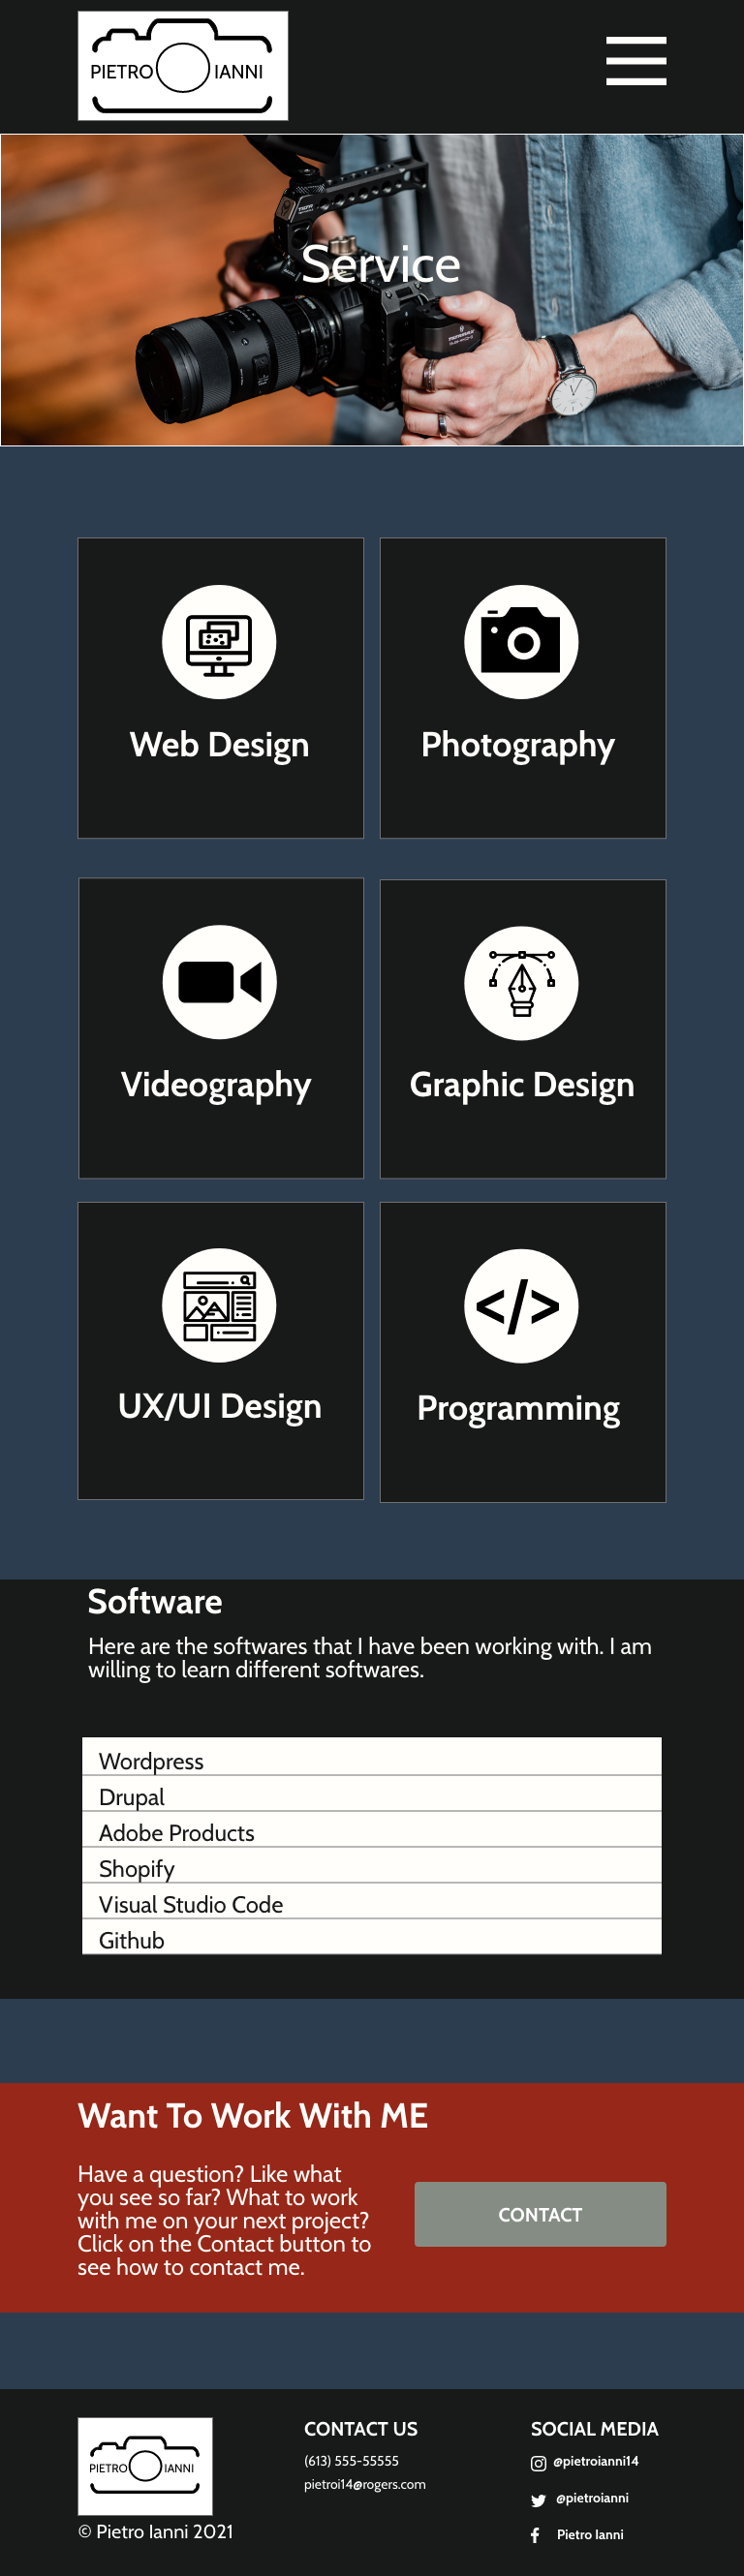 PIETRO IANNI
Service
Web Design
Photography
Videography
Graphic Design
UX/UI Design
</>
Programming
Software
Here are the softwares that I have been working with. I am
willing to learn different softwares.
Wordpress
Drupal
Adobe Products
Shopify
Visual Studio Code
Github
Want To Work With ME
Have a question? Like what
you see so far? What to work
with me on your next project?
Click on the Contact button to
see how to contact me.
CONTACT
PIETRO IANNI
© Pietro Ianni 2021
CONTACT US
(613) 555-55555
pietroi14@rogers.com
SOCIAL MEDIA
@pietroianni14
@pietroianni
Pietro Ianni